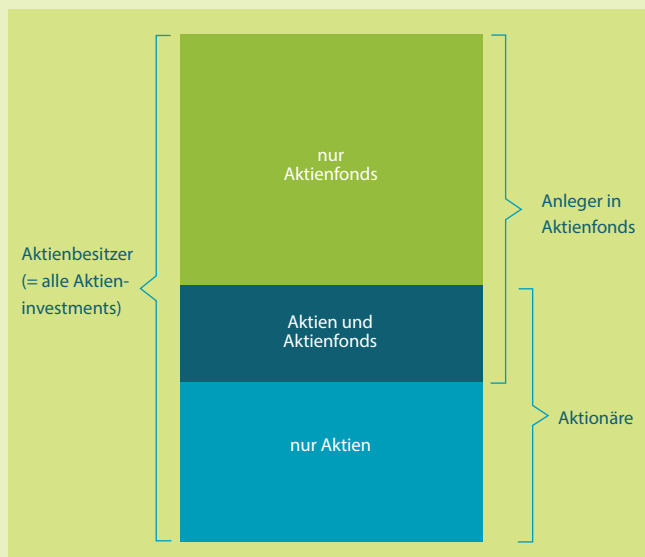 Aktienbesitzer
(= alle Aktien-
investments)
nur
Aktienfonds
Aktien und
Aktienfonds
nur Aktien
Anleger in
Aktienfonds
Aktionäre